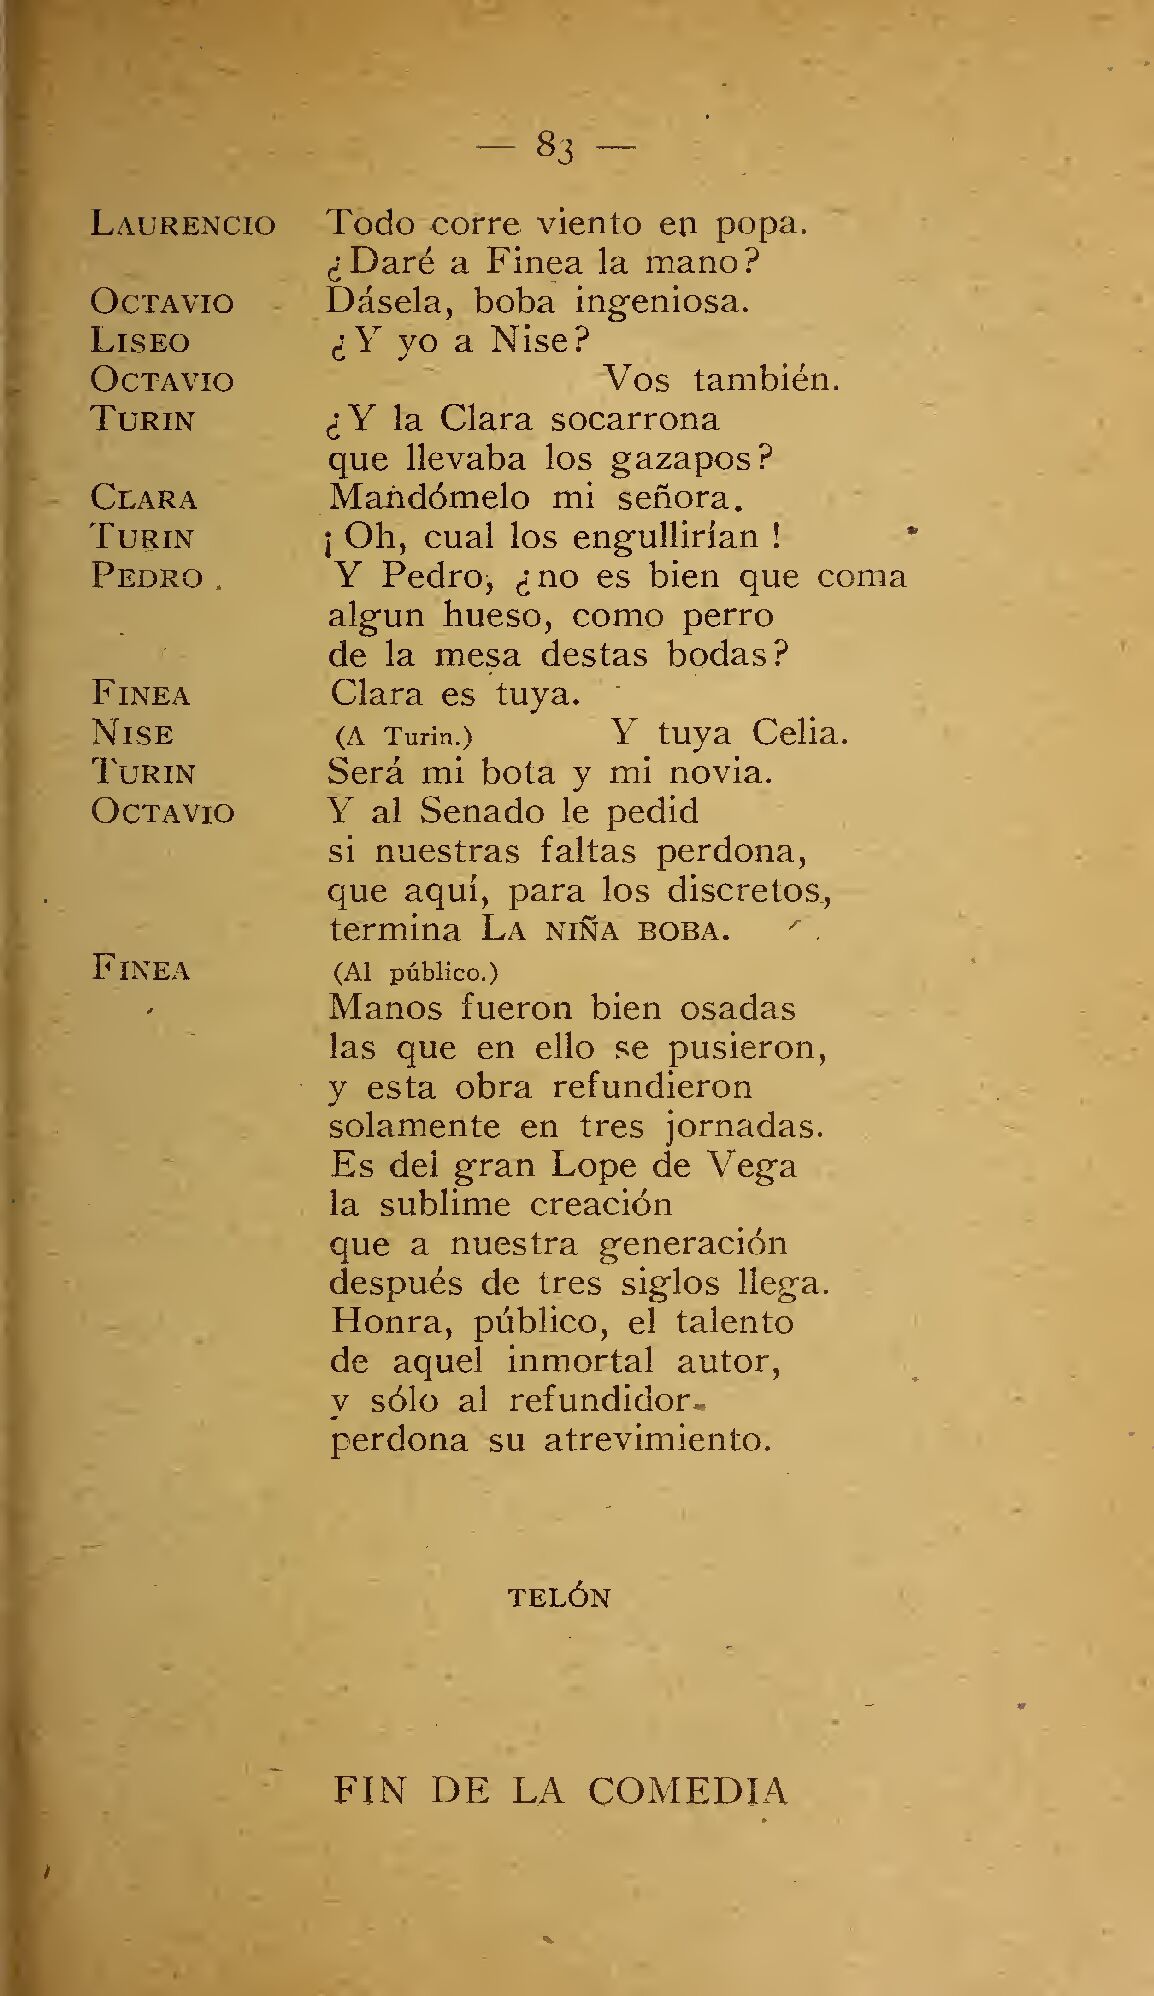 — 83 —
LAURENCIO Todo corre viento en popa.
¿Daré a Finea la mano?
OCTAVIO Dásela, boba ingeniosa.
LISEO ¿Y yo a Nise?
OCTAVIO Vos también.
TURIN ¿Y la Clara socarrona
que llevaba los gazapos?
CLARA Mandómelo mi señora.
TURIN ¡Oh, cual los engullirían!
PEDRO. Y Pedro, ¿no es bien que coma
algun hueso, como perro
de la mesa destas bodas?
FINEA Clara es tuya.
NISE (A Turin.) Y tuya Celia.
TURIN Será mi bota y mi novia.
OCTAVIO Y al Senado le pedid
si nuestras faltas perdona,
que aquí, para los discretos,
termina LA NIÑA BOBA.
FINEA (Al público.)
Manos fueron bien osadas
las que en ello se pusieron,
y esta obra refundieron
solamente en tres jornadas.
Es del gran Lope de Vega
la sublime creación
que a nuestra generación
después de tres siglos llega.
Honra, público, el talento
de aquel inmortal autor,
y sólo al refundidor
perdona su atrevimiento.
TELÓN
FIN DE LA COMEDIA